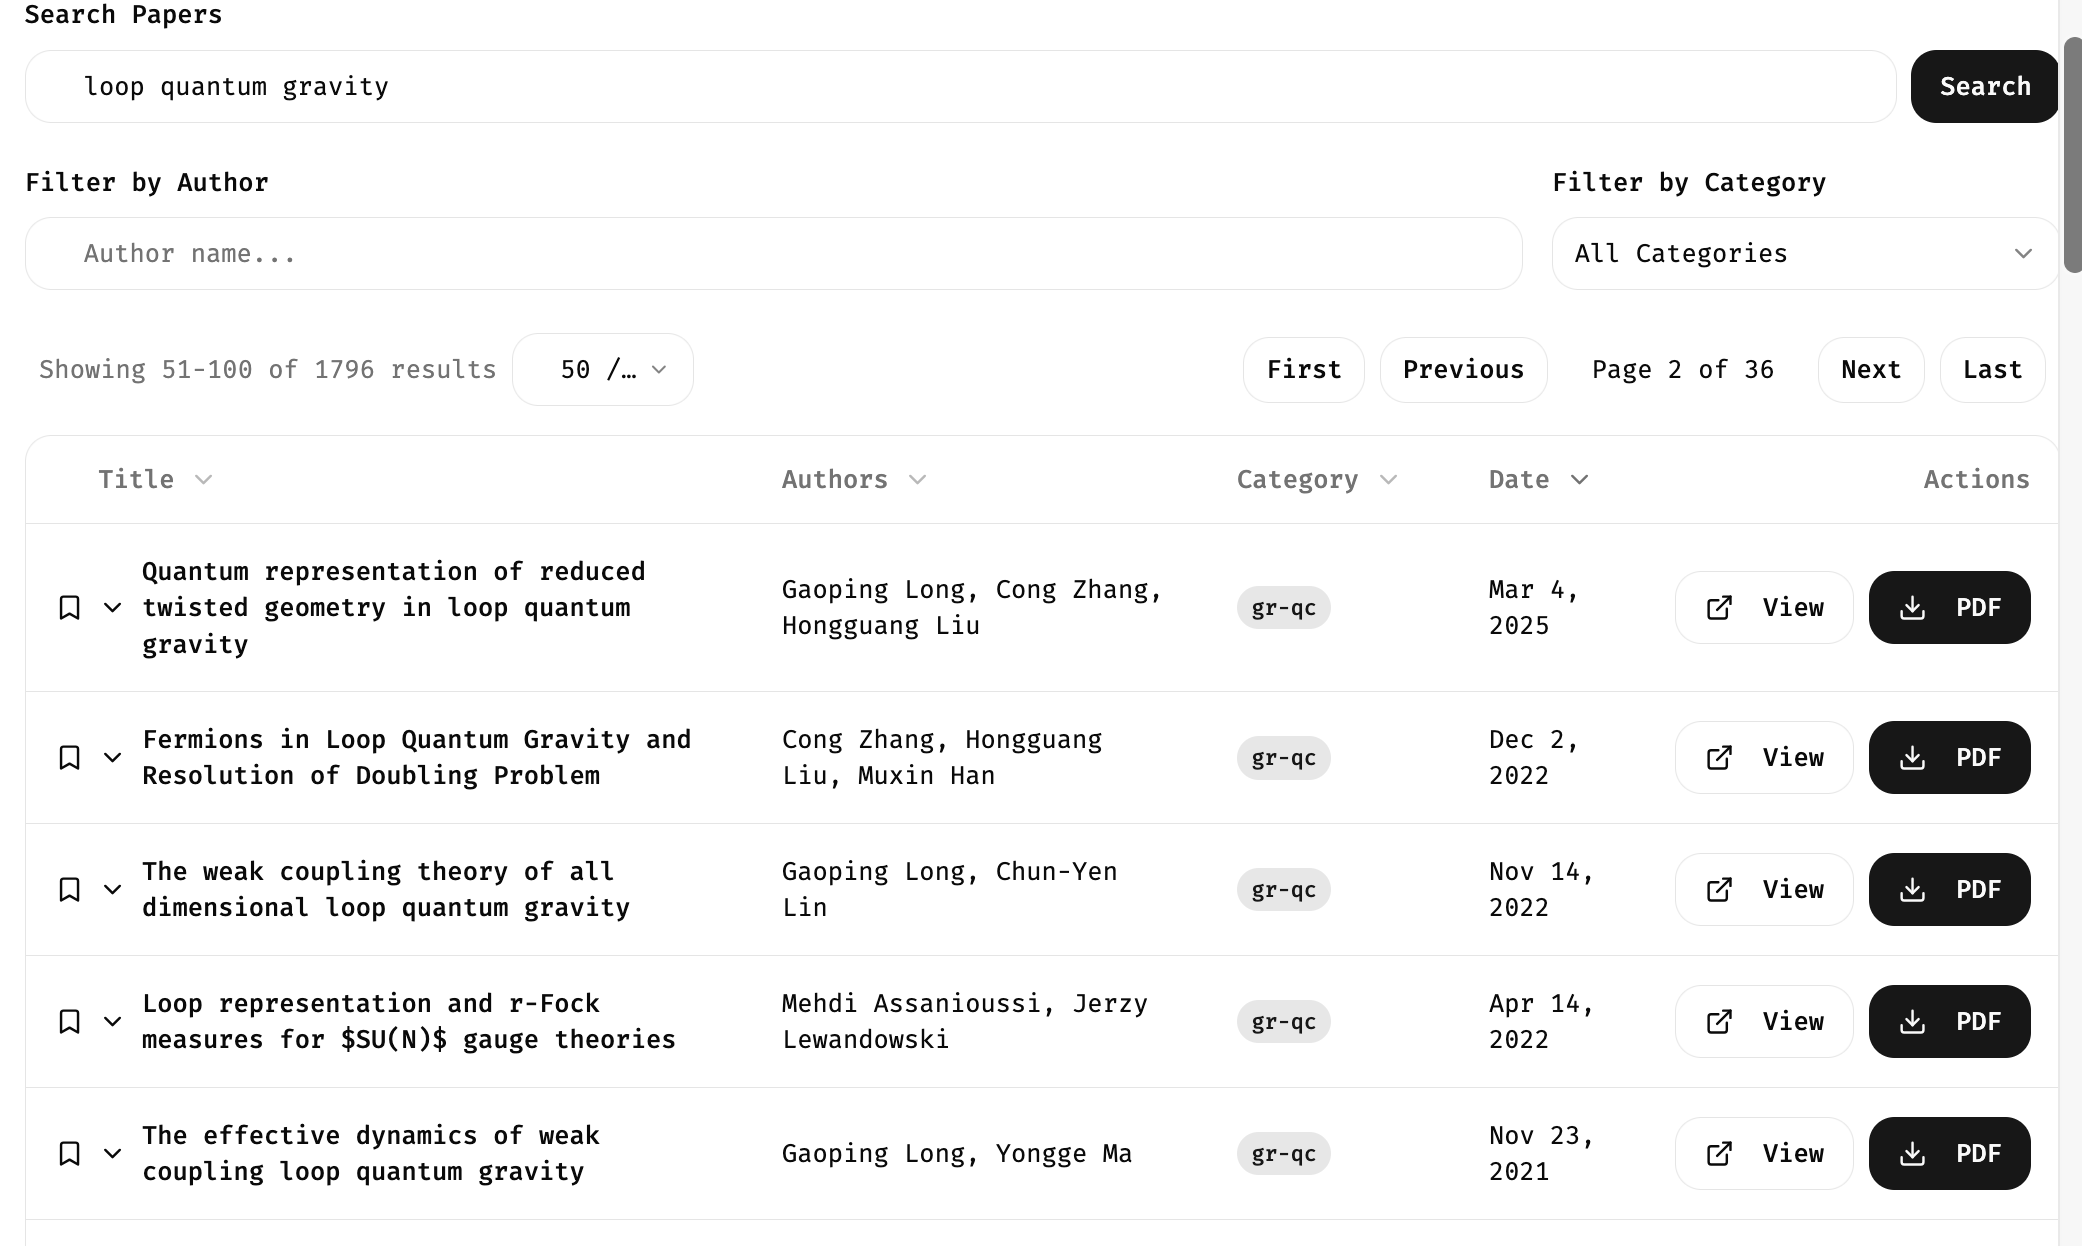 Search Papers
loop quantum gravity
Search
Filter by Author
Filter by Category
Author name...
All Categories
Showing 51-100 of 1796 results
50 /…
First
Previous
Page 2 of 36
Next
Last
Title
Authors
Category
Date
Actions
Quantum representation of reduced
twisted geometry in loop quantum
gravity
Gaoping Long, Cong Zhang,
Hongguang Liu
gr-qc
Mar 4,
2025
View
PDF
Fermions in Loop Quantum Gravity and
Resolution of Doubling Problem
Cong Zhang, Hongguang
Liu, Muxin Han
gr-qc
Dec 2,
2022
View
PDF
The weak coupling theory of all
dimensional loop quantum gravity
Gaoping Long, Chun-Yen
Lin
gr-qc
Nov 14,
2022
View
PDF
Loop representation and r-Fock
measures for $SU(N)$ gauge theories
Mehdi Assanioussi, Jerzy
Lewandowski
gr-qc
Apr 14,
2022
View
PDF
The effective dynamics of weak
coupling loop quantum gravity
Gaoping Long, Yongge Ma
gr-qc
Nov 23,
2021
View
PDF